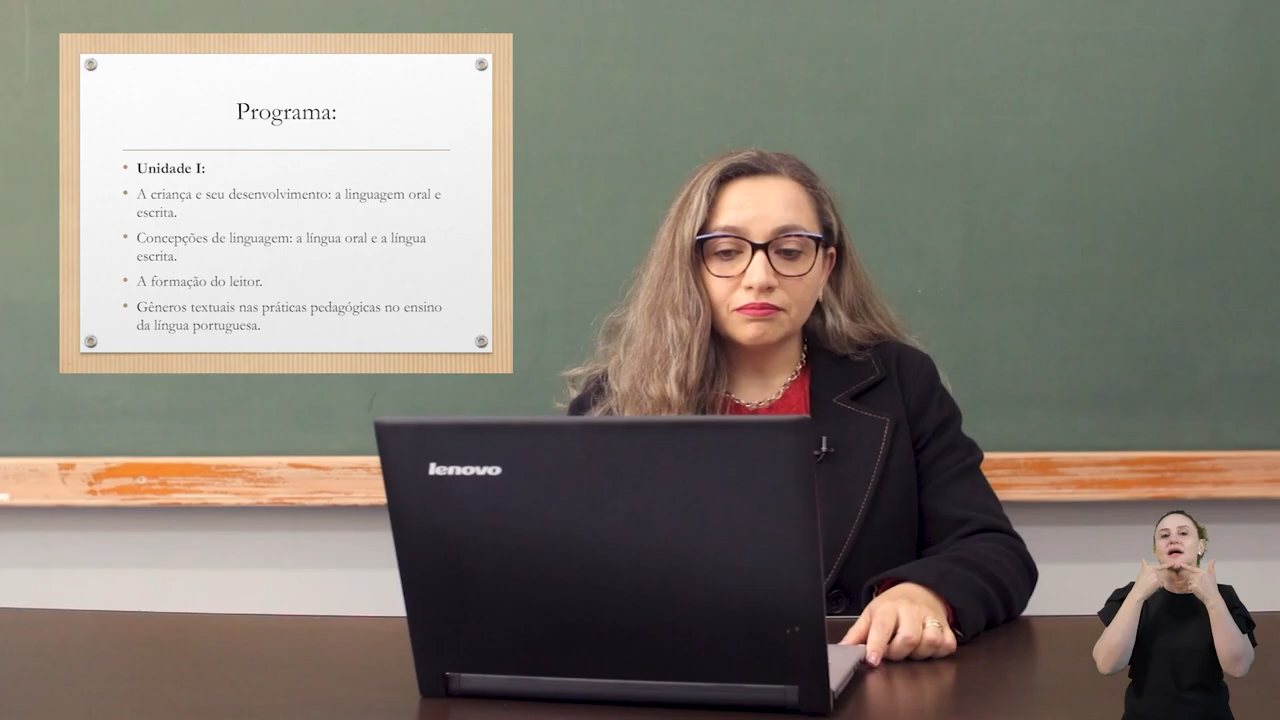 Programa:
Unidade I:
A criança e seu desenvolvimento: a linguagem oral e
escrita.
Concepções de linguagem: a língua oral e a língua
escrita.
A formação do leitor.
Gêneros textuais nas práticas pedagógicas no ensino
da língua portuguesa.
lenovo